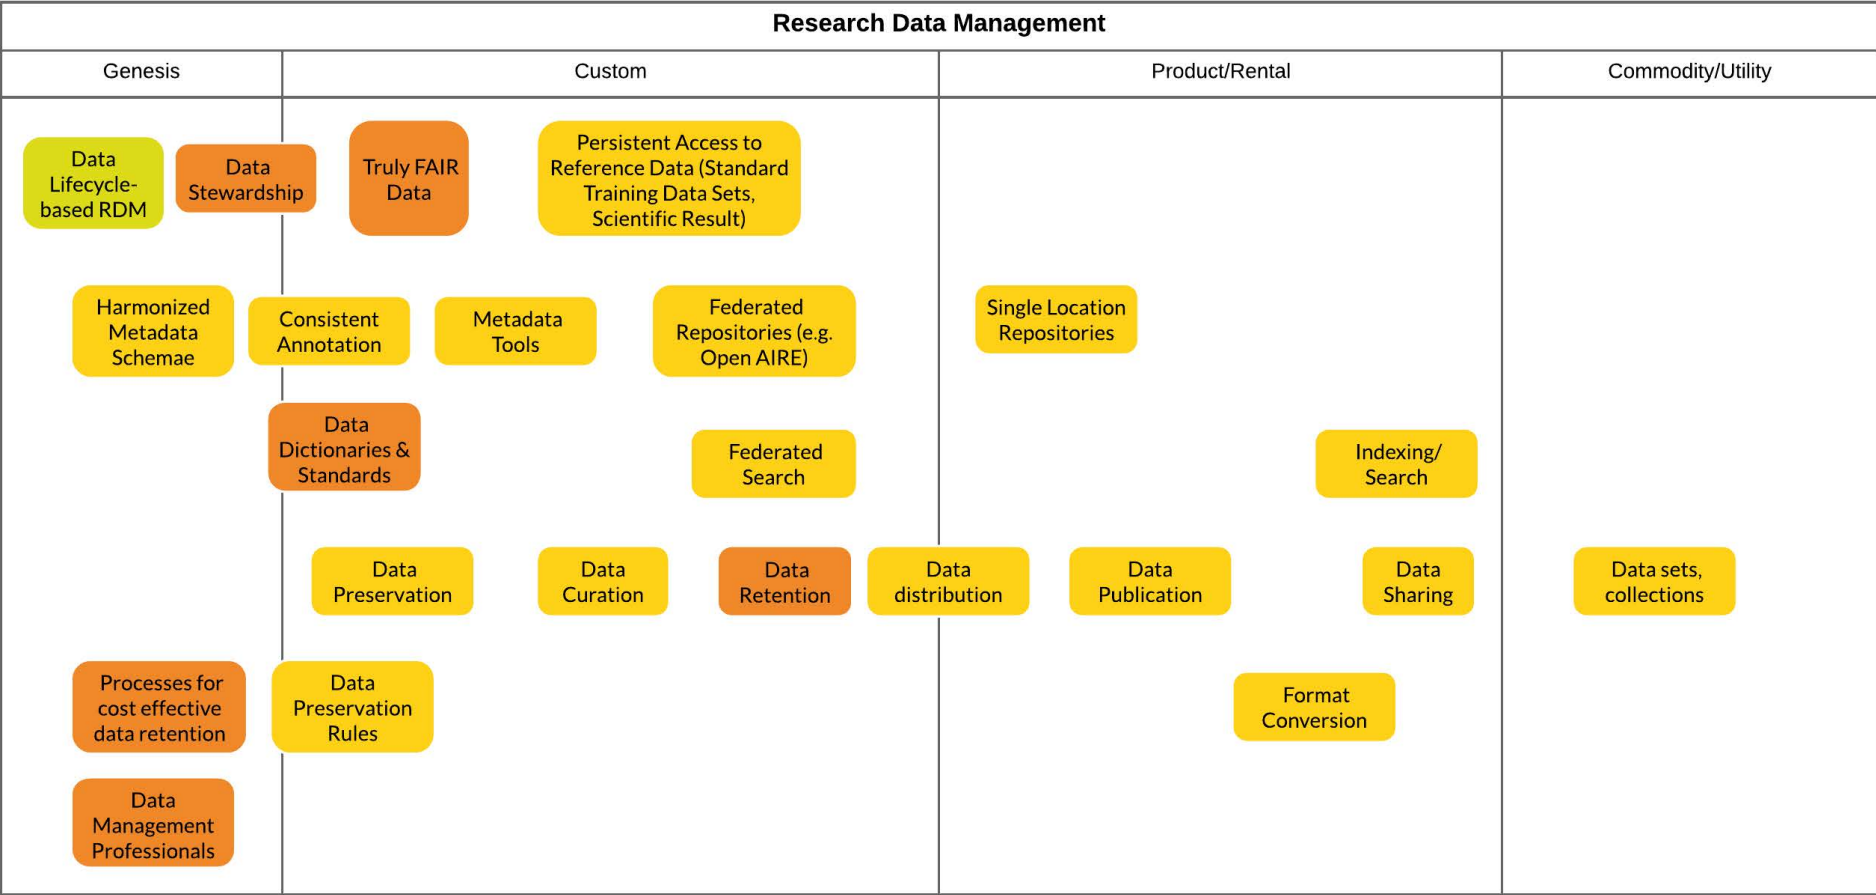 Research Data Management
Genesis
Custom
Product/Rental
Commodity/Utility
Data
Lifecycle-
based RDM
Data
Stewardship
Truly FAIR
Data
Persistent Access to
Reference Data (Standard
Training Data Sets,
Scientific Result)
Harmonized
Metadata
Schemae
Consistent
Annotation
Metadata
Tools
Federated
Repositories (e.g.
Open AIRE)
Single Location
Repositories
Data
Dictionaries &
Standards
Federated
Search
Indexing/
Search
Data
Preservation
Data
Curation
Data
Retention
Data
distribution
Data
Publication
Data
Sharing
Data sets,
collections
Processes for
cost effective
data retention
Data
Preservation
Rules
Format
Conversion
Data
Management
Professionals